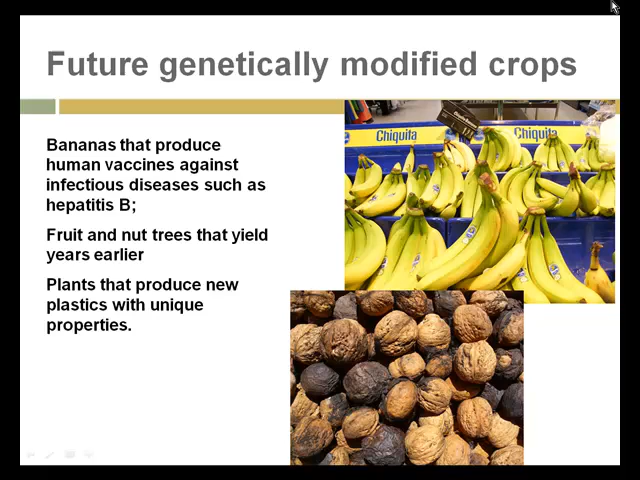 Future genetically modified crops
Bananas that produce
human vaccines against
infectious diseases such as
hepatitis B;
Fruit and nut trees that yield
years earlier
Plants that produce new
plastics with unique
properties.
Chiquita
Chiquita